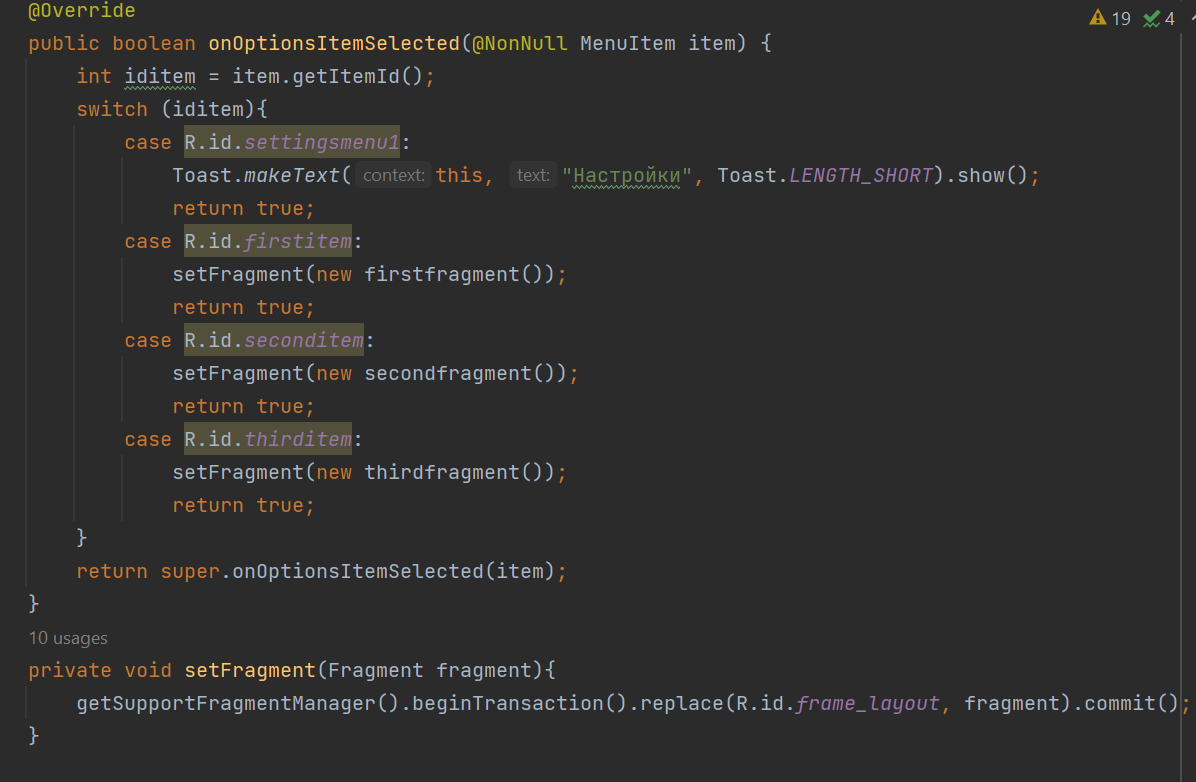 @Override
19 4
public boolean onOptionsItemSelected(@NonNull MenuItem item) {
int iditem = item.getItemId();
switch (iditem){
case R.id.settingsmenu1:
Toast.makeText( context: this, text: "Настройки", Toast.LENGTH_SHORT).show();
return true;
case R.id.firstitem:
setFragment(new firstfragment());
return true;
case R.id.seconditem:
setFragment(new secondfragment());
return true;
case R.id.thirditem:
setFragment(new thirdfragment());
return true;
}
return super.onOptionsItemSelected(item);
}
10 usages
private void setFragment(Fragment fragment){
getSupportFragmentManager().beginTransaction().replace(R.id.frame_layout, fragment).commit();
}